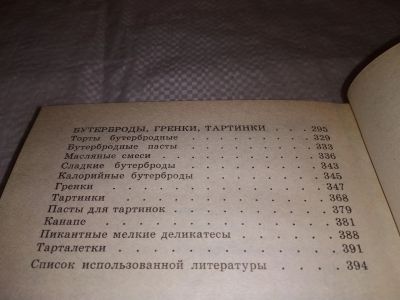 БУТЕРБРОДЫ, ГРЕНКИ, ТАРТИНКИ . . . 295
Торты бутербродные . . . . . . . 329
Бутербродные пасты . . . . . . . 333
Масляные смеси . . . . . . . . 336
Сладкие бутерброды . . . . . . . 343
Калорийные бутерброды . . . . . . 345
Гренки . . . . . . . . . . . 347
Тартинки . . . . . . . . . . 368
Пасты для тартинок . . . . . . . 379
Канапе . . . . . . . . . . . 381
Пикантные мелкие деликатесы . . . . 388
Тарталетки . . . . . . . . . . 391
Список использованной литературы . . . . 394